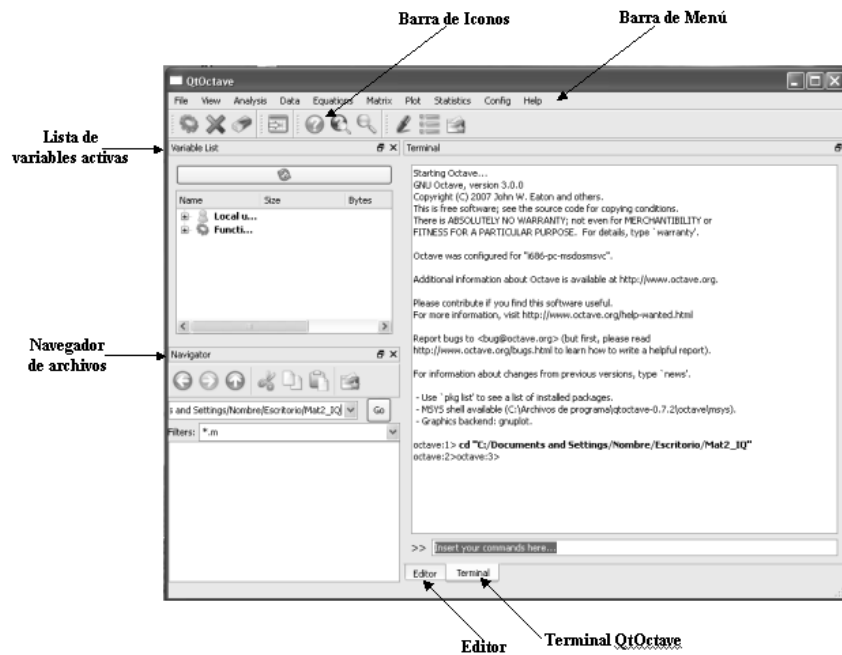 Barra de Iconos
Barra de Menú
QtOctave
File View Analysis Data Equations Matrix Plot Statistics Config Help
Lista de
variables activas
Variable List
Terminal
Name Size Bytes
Local u...
Functi...
Starting Octave...
GNU Octave, version 3.0.0
Copyright (C) 2007 John W. Eaton and others.
This is free software; see the source code for copying conditions.
There is ABSOLUTELY NO WARRANTY; not even for MERCHANTIBILITY or
FITNESS FOR A PARTICULAR PURPOSE. For details, type `warranty'.
Octave was configured for "i686-pc-msdosmsvc".
Additional information about Octave is available at http://www.octave.org.
Please contribute if you find this software useful.
For more information, visit http://www.octave.org/help-wanted.html
Report bugs to <bug@octave.org> (but first, please read
http://www.octave.org/bugs.html to learn how to write a helpful report).
For information about changes from previous versions, type `news'.
- Use `pkg list' to see a list of installed packages.
- MSYS shell available (C:\Archivos de programa\qtoctave-0.7.2\octave\msys).
- Graphics backend: gnuplot.
octave:1> cd "C:/Documents and Settings/Nombre/Escritorio/Mat2_IQ"
octave:2>octave:3>
Navegador
de archivos
Navigator
s and Settings/Nombre/Escritorio/Mat2_IQ Go
Filters: *.m
>> Insert your commands here...
Editor Terminal
Editor
Terminal QtOctave